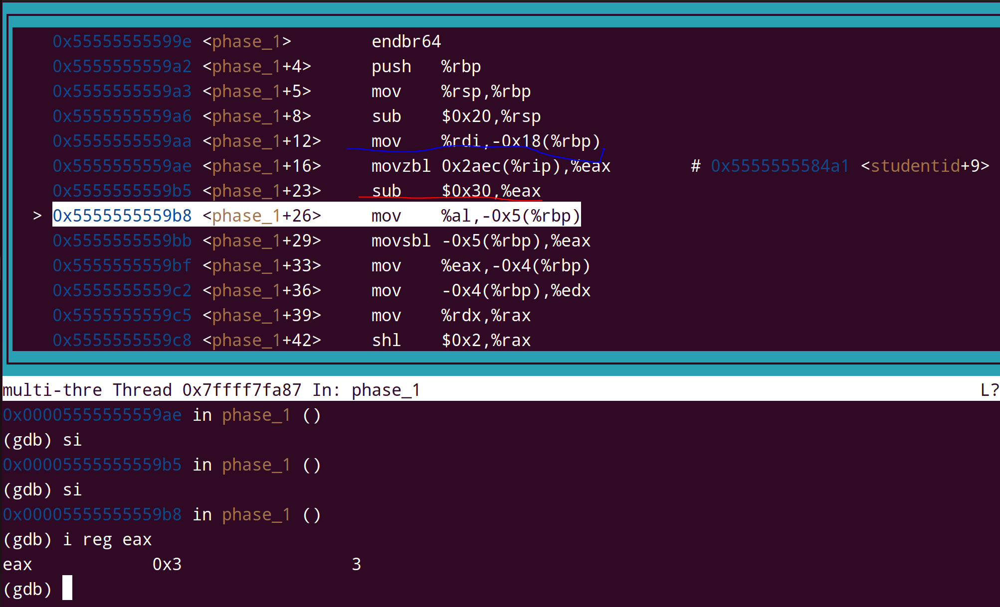 0x55555555599e <phase_1> endbr64
0x5555555559a2 <phase_1+4> push %rbp
0x5555555559a3 <phase_1+5> mov %rsp,%rbp
0x5555555559a6 <phase_1+8> sub $0x20,%rsp
0x5555555559aa <phase_1+12> mov %rdi,-0x18(%rbp)
0x5555555559ae <phase_1+16> movzbl 0x2aec(%rip),%eax # 0x5555555584a1 <studentid+9>
0x5555555559b5 <phase_1+23> sub $0x30,%eax
> 0x5555555559b8 <phase_1+26> mov %al,-0x5(%rbp)
0x5555555559bb <phase_1+29> movsbl -0x5(%rbp),%eax
0x5555555559bf <phase_1+33> mov %eax,-0x4(%rbp)
0x5555555559c2 <phase_1+36> mov -0x4(%rbp),%edx
0x5555555559c5 <phase_1+39> mov %rdx,%rax
0x5555555559c8 <phase_1+42> shl $0x2,%rax
multi-thre Thread 0x7ffff7fa87 In: phase_1 L?
0x00005555555559ae in phase_1 ()
(gdb) si
0x00005555555559b5 in phase_1 ()
(gdb) si
0x00005555555559b8 in phase_1 ()
(gdb) i reg eax
eax 0x3 3
(gdb)